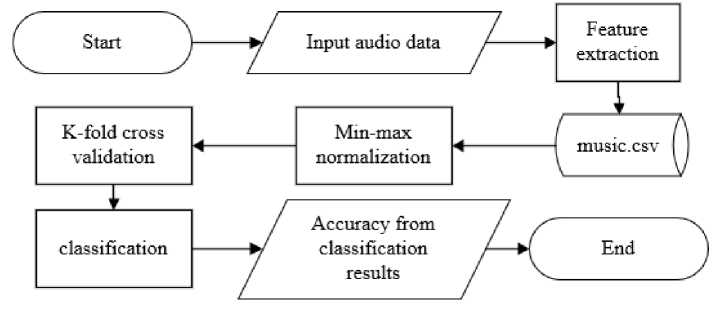 Start
Input audio data
Feature
extraction
music.csv
Min-max
normalization
K-fold cross
validation
classification
Accuracy from
classification
results
End